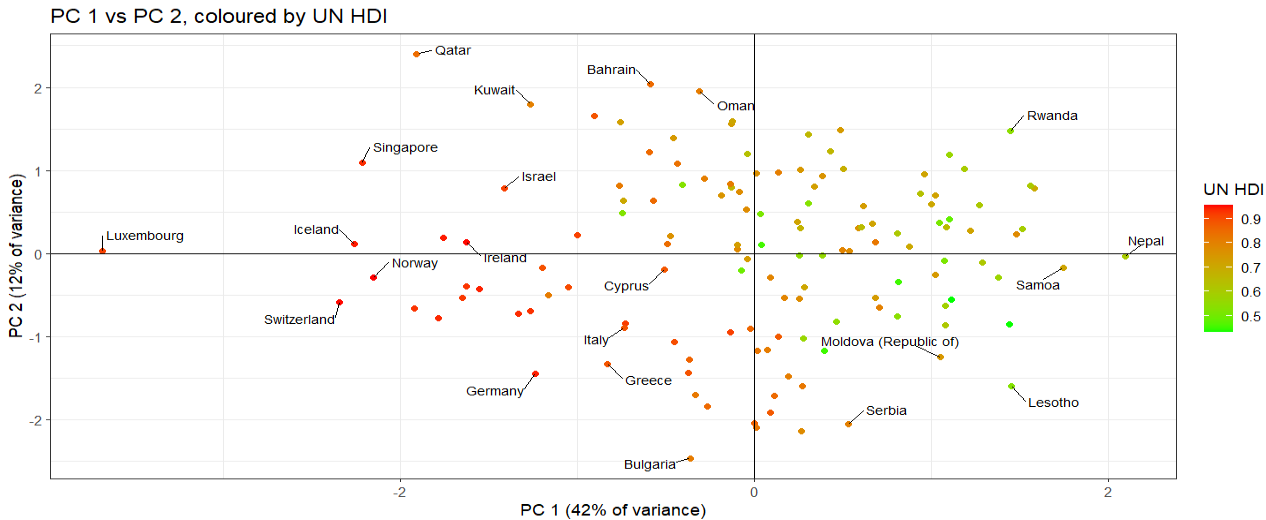 PC 1 vs PC 2, coloured by UN HDI
Qatar
Bahrain
Kuwait
Oman
Rwanda
Singapore
Israel
Luxembourg
Iceland
Ireland
Norway
Nepal
Samoa
Cyprus
Switzerland
Italy
Moldova (Republic of)
Greece
Germany
Lesotho
Serbia
Bulgaria
2
1
0
-1
-2
PC 2 (12% of variance)
-2
0
2
PC 1 (42% of variance)
UN HDI
0.9
0.8
0.7
0.6
0.5